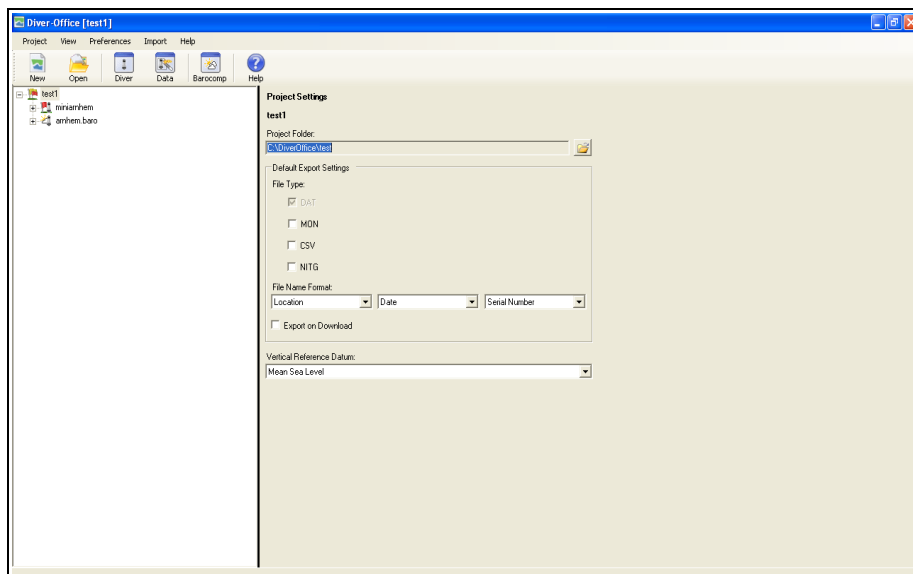 Diver-Office [test1]
Project View Preferences Import Help
New Open Diver Data Barocomp Help
test1
miniarnhem
arnhem.baro
Project Settings
test1
Project Folder:
C:\DiverOffice\test
Default Export Settings
File Type:
DAT
MON
CSV
NITG
File Name Format:
Location Date Serial Number
Export on Download
Vertical Reference Datum:
Mean Sea Level